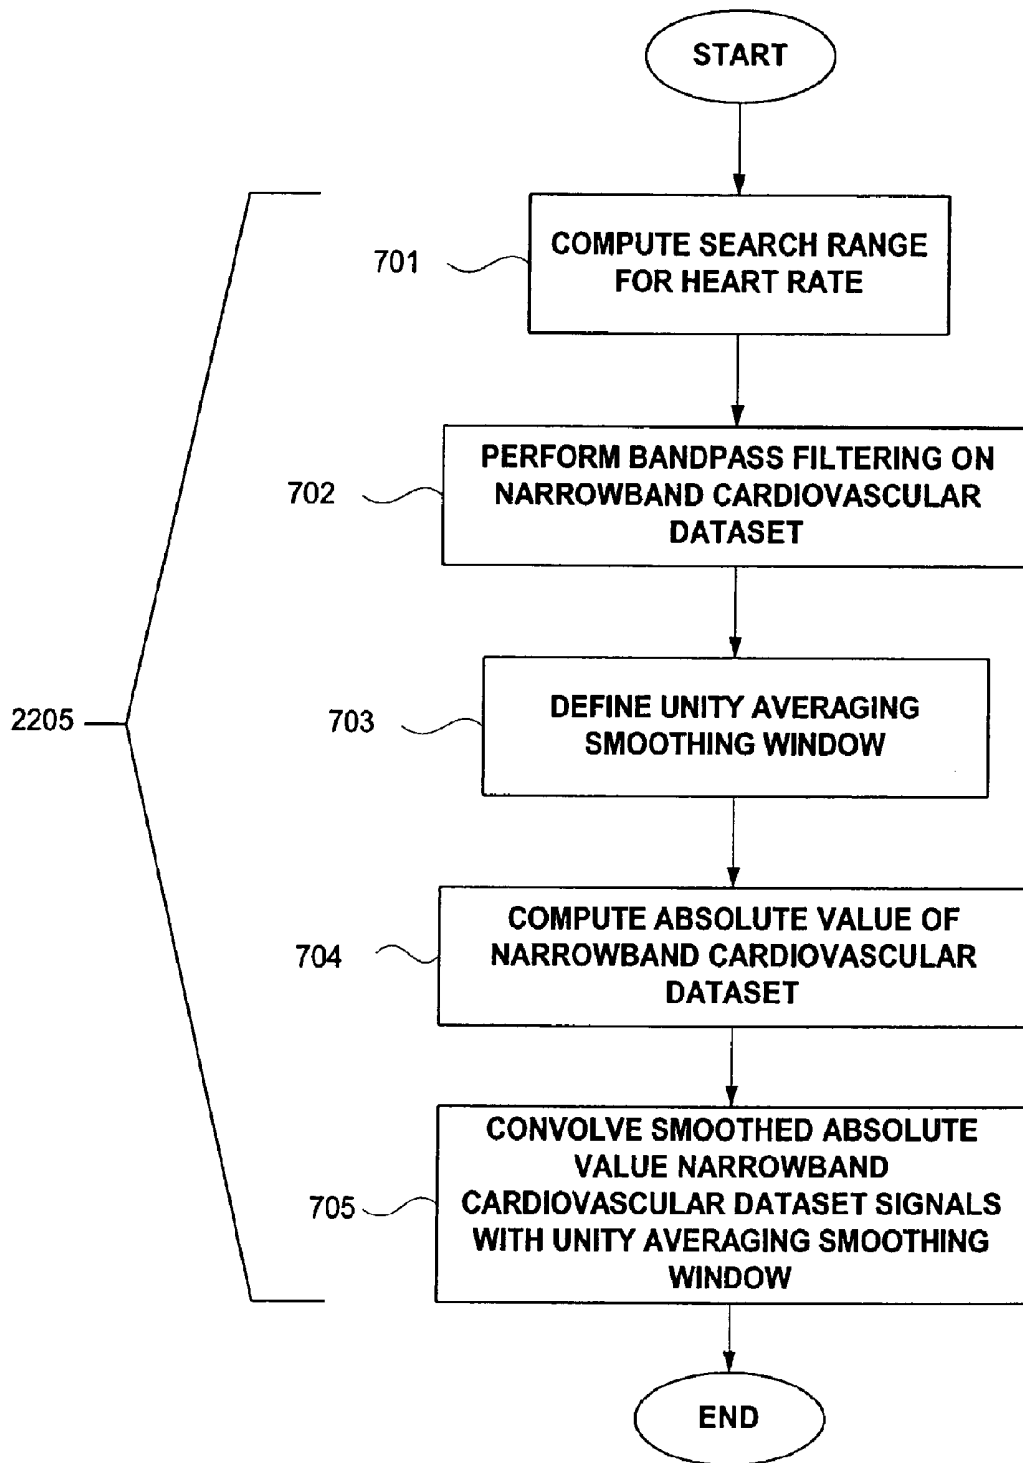 START
701
COMPUTE SEARCH RANGE
FOR HEART RATE
702
PERFORM BANDPASS FILTERING ON
NARROWBAND CARDIOVASCULAR
DATASET
2205
703
DEFINE UNITY AVERAGING
SMOOTHING WINDOW
704
COMPUTE ABSOLUTE VALUE OF
NARROWBAND CARDIOVASCULAR
DATASET
705
CONVOLVE SMOOTHED ABSOLUTE
VALUE NARROWBAND
CARDIOVASCULAR DATASET SIGNALS
WITH UNITY AVERAGING SMOOTHING
WINDOW
END